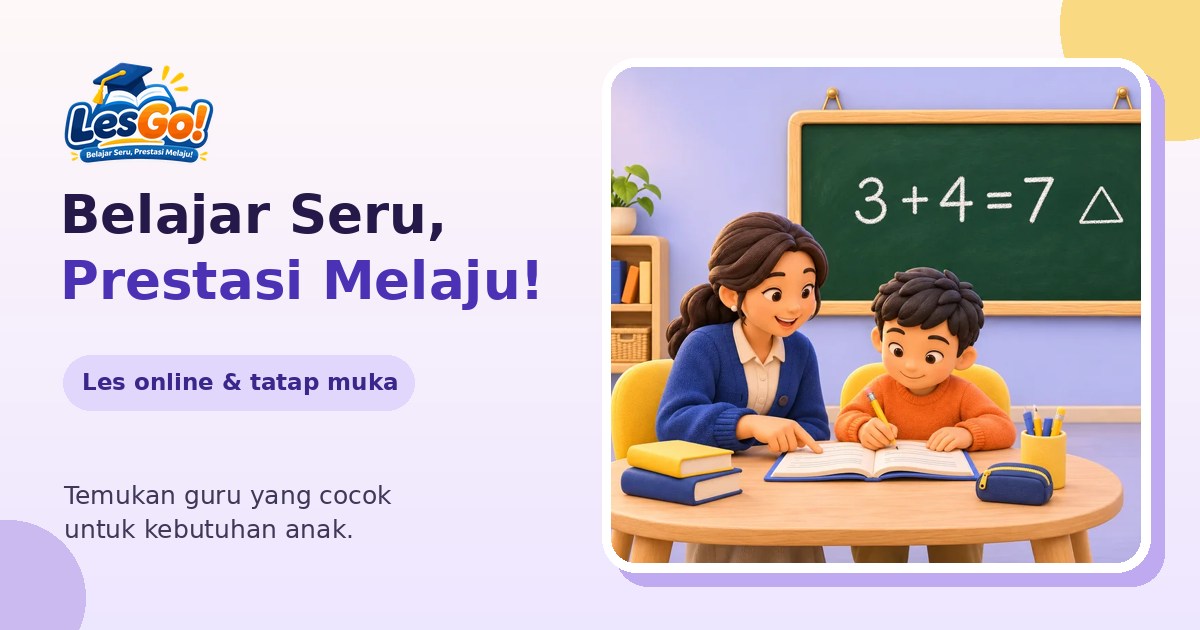 LesGo!
Belajar Seru, Prestasi Melaju!
Belajar Seru,
Prestasi Melaju!
Les online & tatap muka
Temukan guru yang cocok
untuk kebutuhan anak.
3+4=7 △